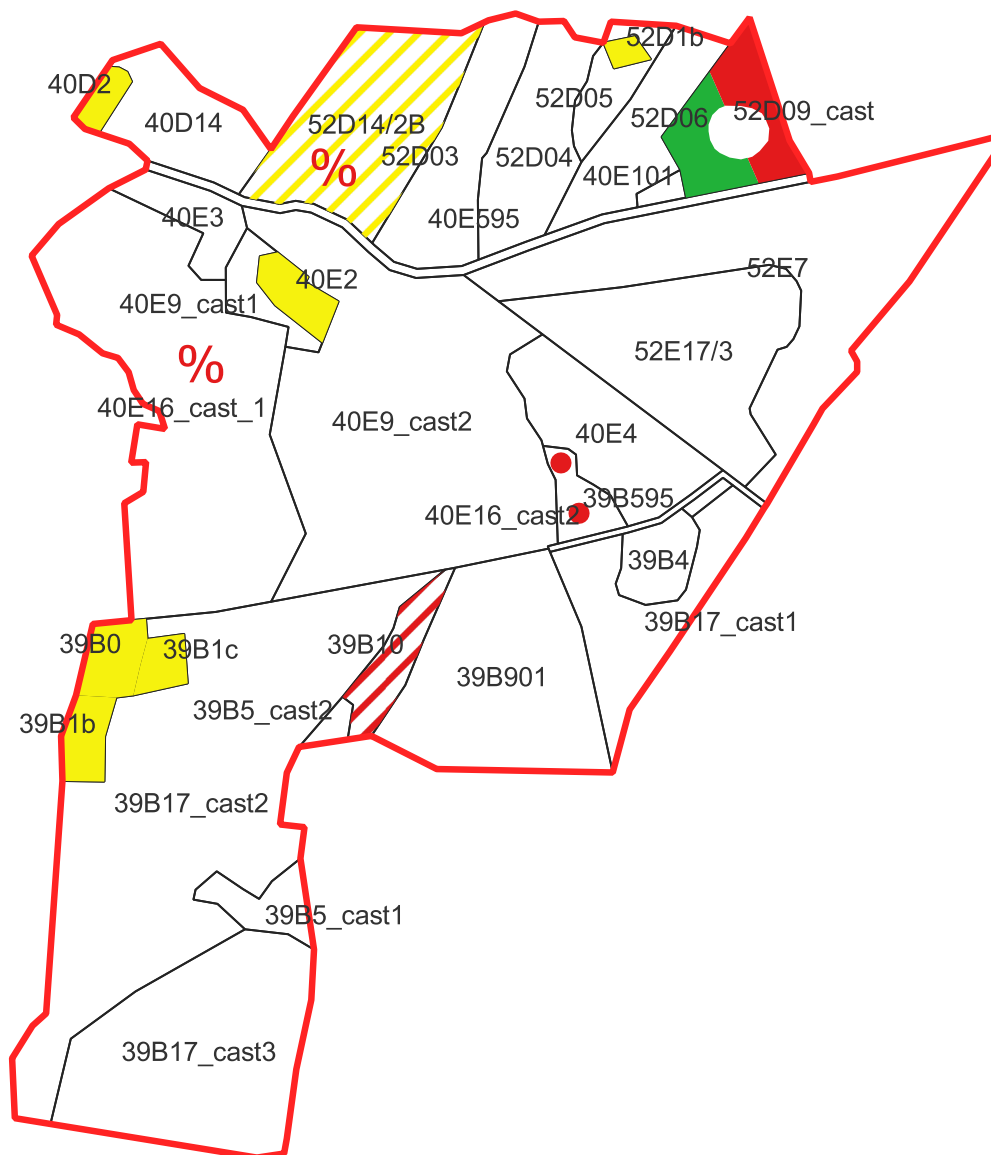 52D1b
40D2
52D05
52D09_cast
40D14
52D14/2B
52D06
52D03
52D04
%
40E101
40E3
40E595
52E7
40E2
40E9_cast1
52E17/3
%
40E16_cast_1
40E9_cast2
40E4
39B595
40E16_cast2
39B4
39B17_cast1
39B0
39B1c
39B10
39B901
39B5_cast2
39B1b
39B17_cast2
39B5_cast1
39B17_cast3